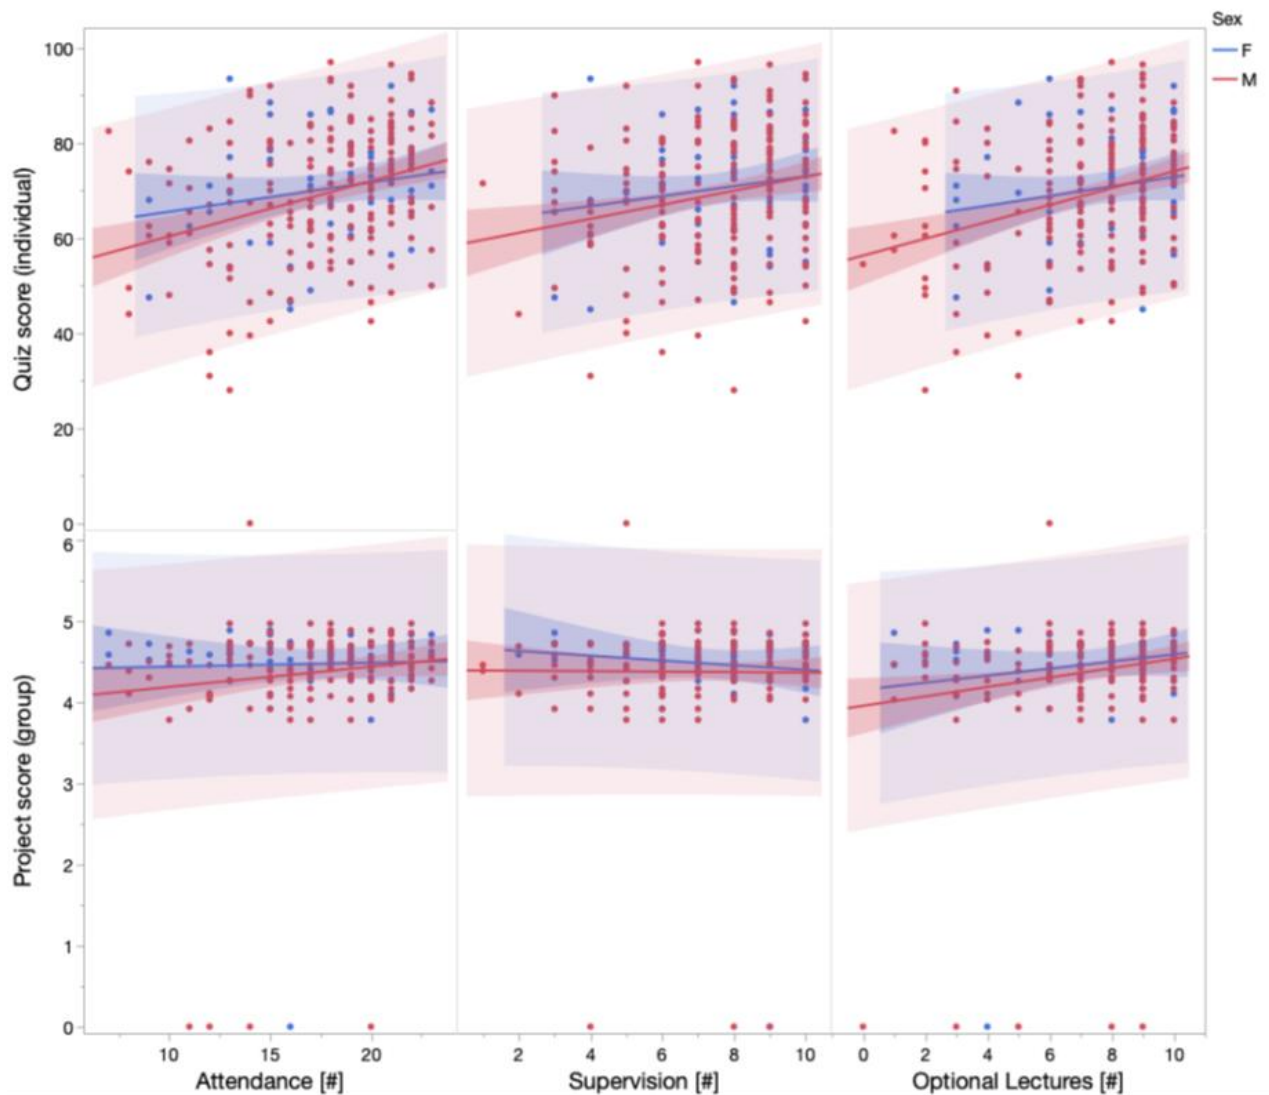 Sex
F
M
Quiz score (individual)
100
80
60
40
20
0
Project score (group)
6
5
4
3
2
1
0
10 15 20
2 4 6 8 10
0 2 4 6 8 10
Attendance [#]
Supervision [#]
Optional Lectures [#]